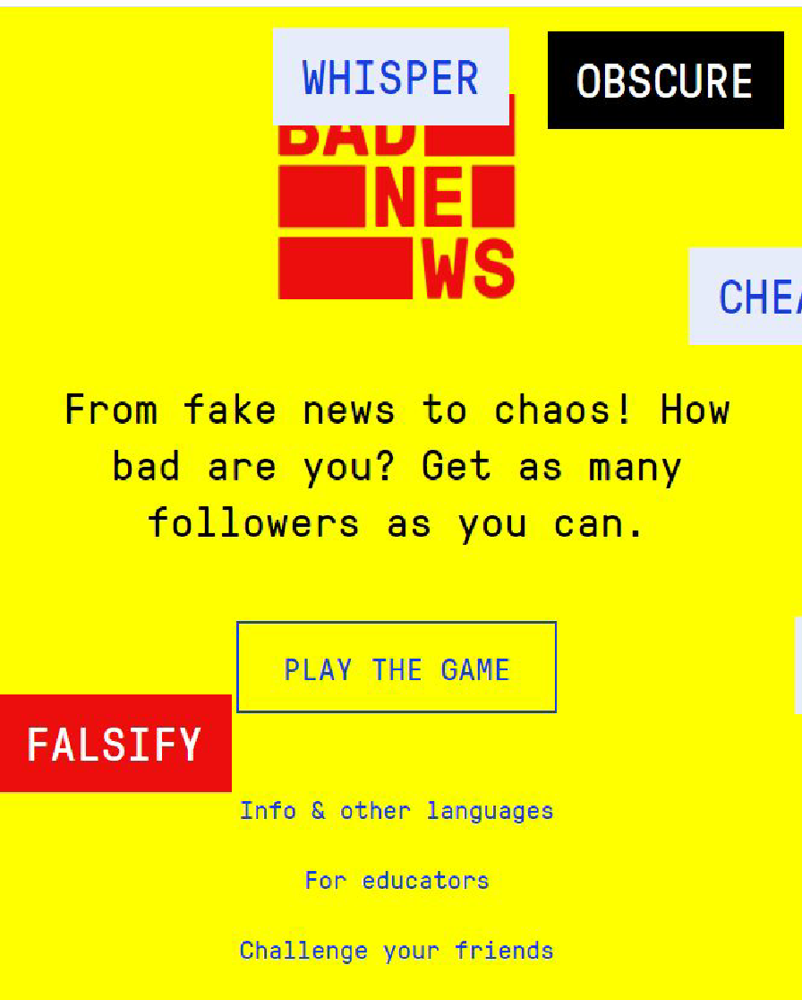 WHISPER
OBSCURE
BAD
NE
WS
CHEA
From fake news to chaos! How
bad are you? Get as many
followers as you can.
PLAY THE GAME
FALSIFY
Info & other languages
For educators
Challenge your friends